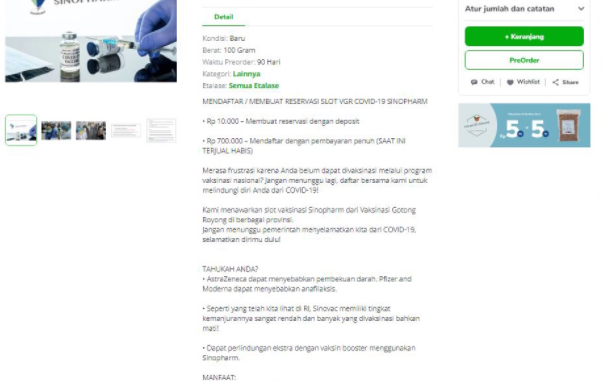 SINOPHARM
Detail
Kondisi: Baru
Berat: 100 Gram
Waktu Preorder: 90 Hari
Kategori: Lainnya
Etalase: Semua Etalase
MENDAFTAR / MEMBUAT RESERVASI SLOT VGR COVID-19 SINOPHARM
• Rp 10.000 – Membuat reservasi dengan deposit
• Rp 700.000 – Mendaftar dengan pembayaran penuh (SAAT INI
TERJUAL HABIS)
Merasa frustrasi karena Anda belum dapat divaksinasi melalui program
vaksinasi nasional? Jangan menunggu lagi, daftar bersama kami untuk
melindungi diri Anda dari COVID-19!
Kami menawarkan slot vaksinasi Sinopharm dari Vaksinasi Gotong
Royong di berbagai provinsi.
Jangan menunggu pemerintah menyelamatkan kita dari COVID-19,
selamatkan dirimu dulu!
TAHUKAH ANDA?
• AstraZeneca dapat menyebabkan pembekuan darah. Pfizer and
Moderna dapat menyebabkan anafilaksis.
• Seperti yang telah kita lihat di RI, Sinovac memiliki tingkat
kemanjurannya sangat rendah dan banyak yang divaksinasi bahkan
mati!
• Dapat perlindungan ekstra dengan vaksin booster menggunakan
Sinopharm.
MANFAAT:
Atur jumlah dan catatan
+ Keranjang
PreOrder
Chat
Wishlist
Share
5 5